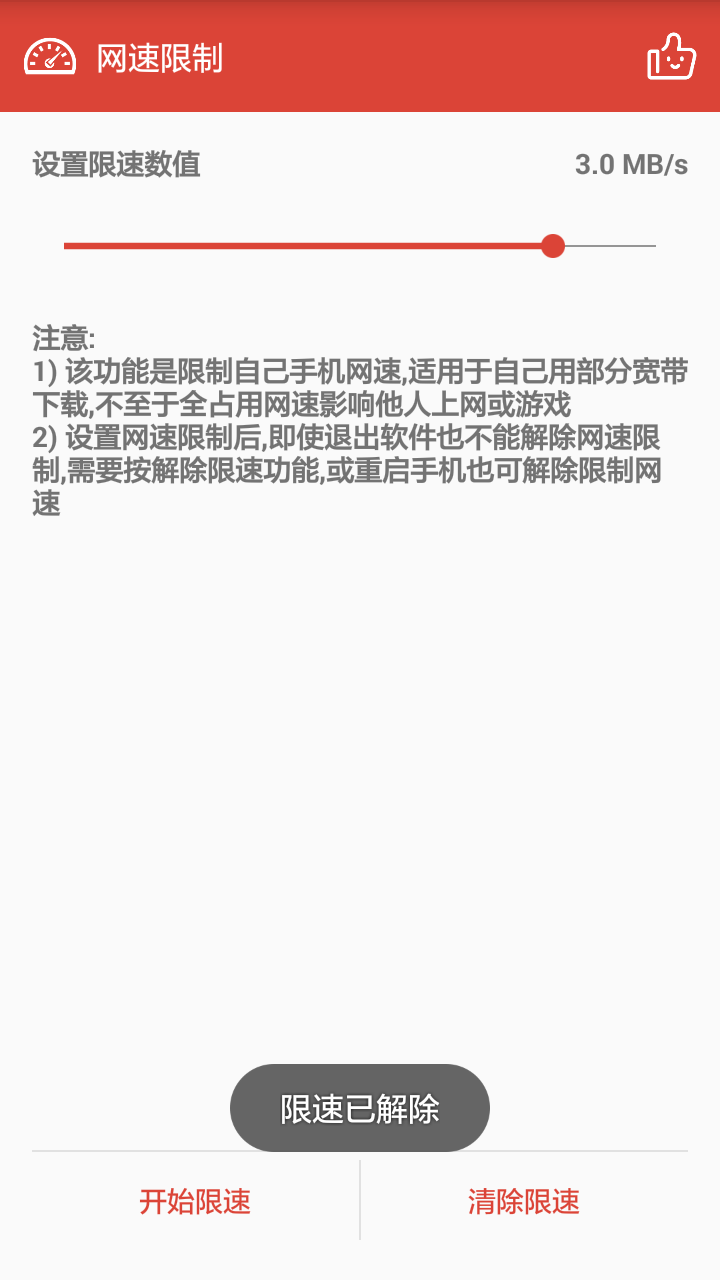 网速限制
设置限速数值 3.0 MB/s
注意:
1) 该功能是限制自己手机网速,适用于自己用部分宽带
下载,不至于全占用网速影响他人上网或游戏
2) 设置网速限制后,即使退出软件也不能解除网速限
制,需要按解除限速功能,或重启手机也可解除限制网
速
限速已解除
开始限速 清除限速